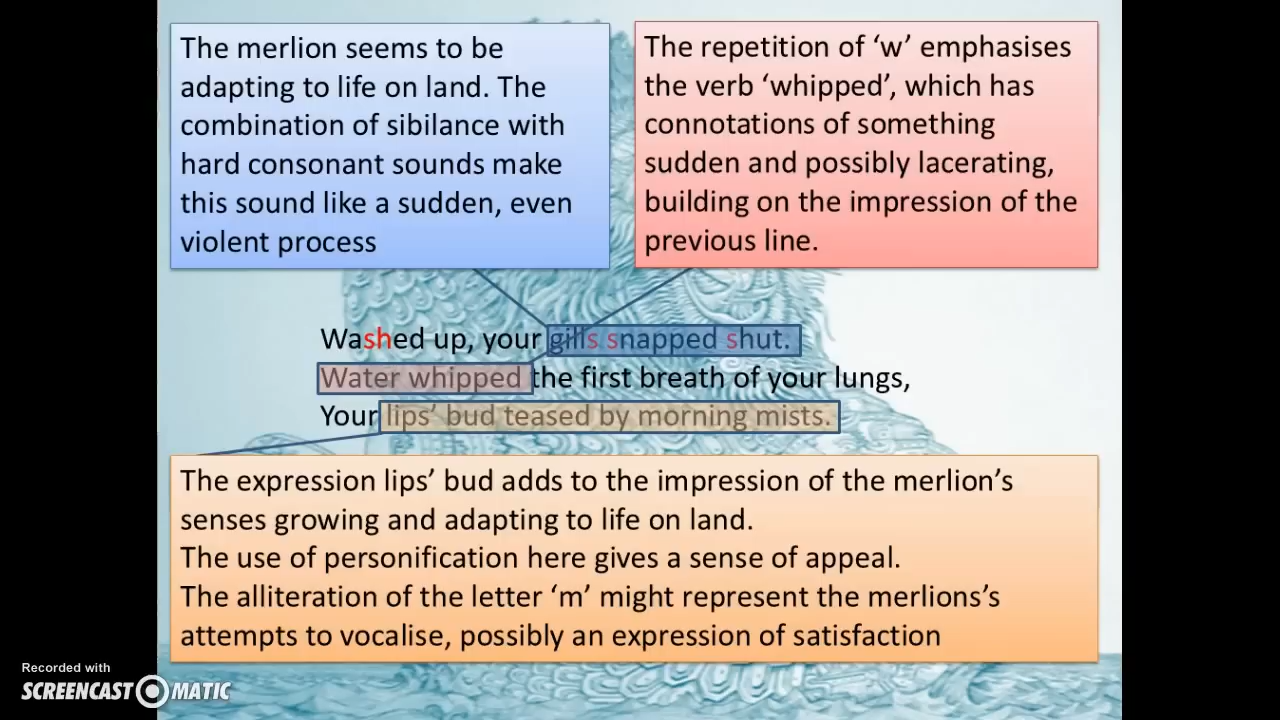 The merlion seems to be
adapting to life on land. The
combination of sibilance with
hard consonant sounds make
this sound like a sudden, even
violent process
The repetition of ‘w’ emphasises
the verb ‘whipped’, which has
connotations of something
sudden and possibly lacerating,
building on the impression of the
previous line.
Washed up, your gills snapped shut.
Water whipped the first breath of your lungs,
Your lips’ bud teased by morning mists.
The expression lips’ bud adds to the impression of the merlion’s
senses growing and adapting to life on land.
The use of personification here gives a sense of appeal.
The alliteration of the letter ‘m’ might represent the merlions’s
attempts to vocalise, possibly an expression of satisfaction
Recorded with
SCREENCAST-O-MATIC